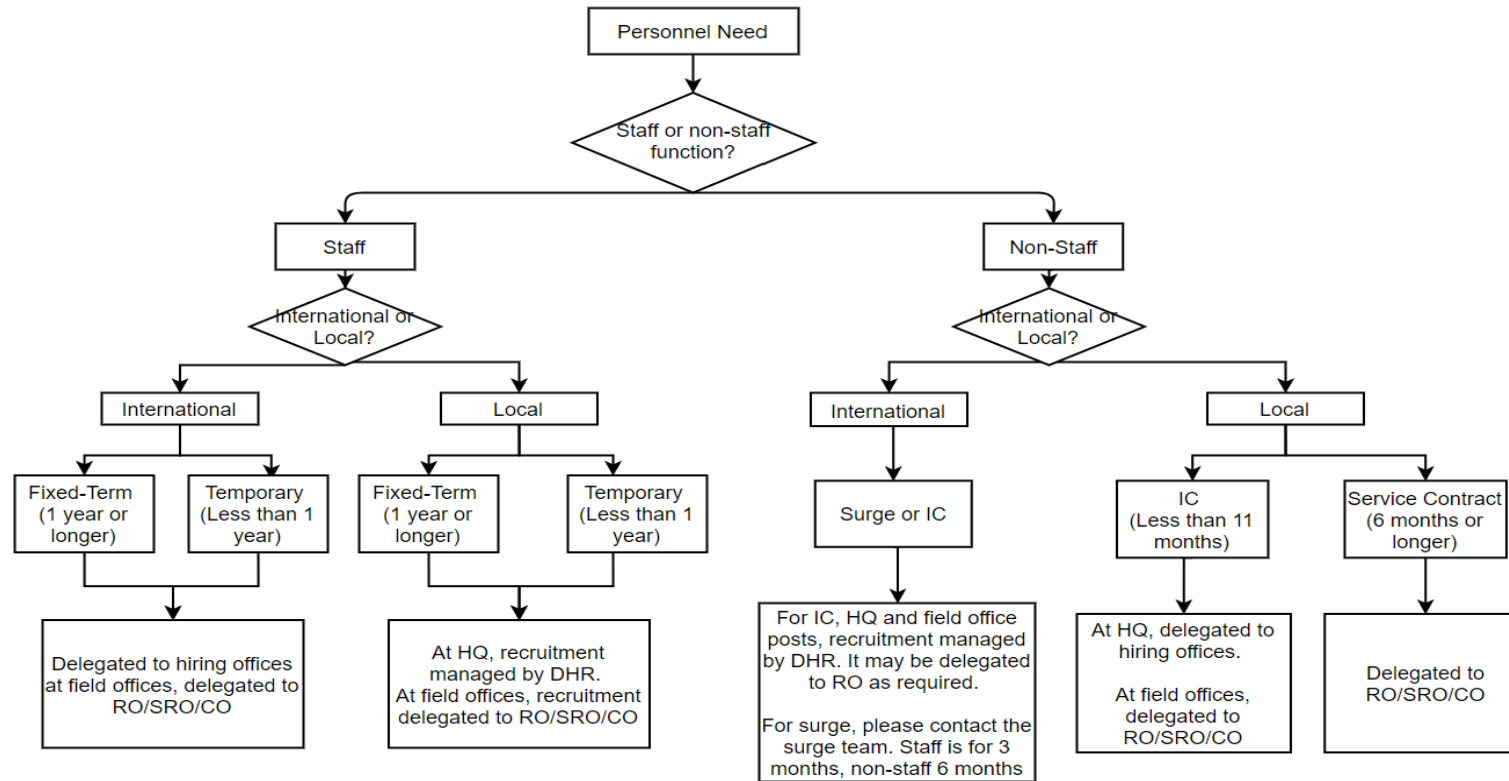 Personnel Need
Staff or non-staff
function?
Staff
Non-Staff
International or
Local?
International or
Local?
International
Local
International
Local
Fixed-Term
(1 year or
longer)
Temporary
(Less than 1
year)
Fixed-Term
(1 year or
longer)
Temporary
(Less than 1
year)
Surge or IC
IC
(Less than 11
months)
Service Contract
(6 months or
longer)
Delegated to hiring offices
at field offices, delegated to
RO/SRO/CO
At HQ, recruitment
managed by DHR.
At field offices, recruitment
delegated to RO/SRO/CO
For IC, HQ and field office
posts, recruitment managed
by DHR. It may be delegated
to RO as required.
For surge, please contact the
surge team. Staff is for 3
months, non-staff 6 months
At HQ, delegated to
hiring offices.
At field offices,
delegated to
RO/SRO/CO
Delegated to
RO/SRO/CO